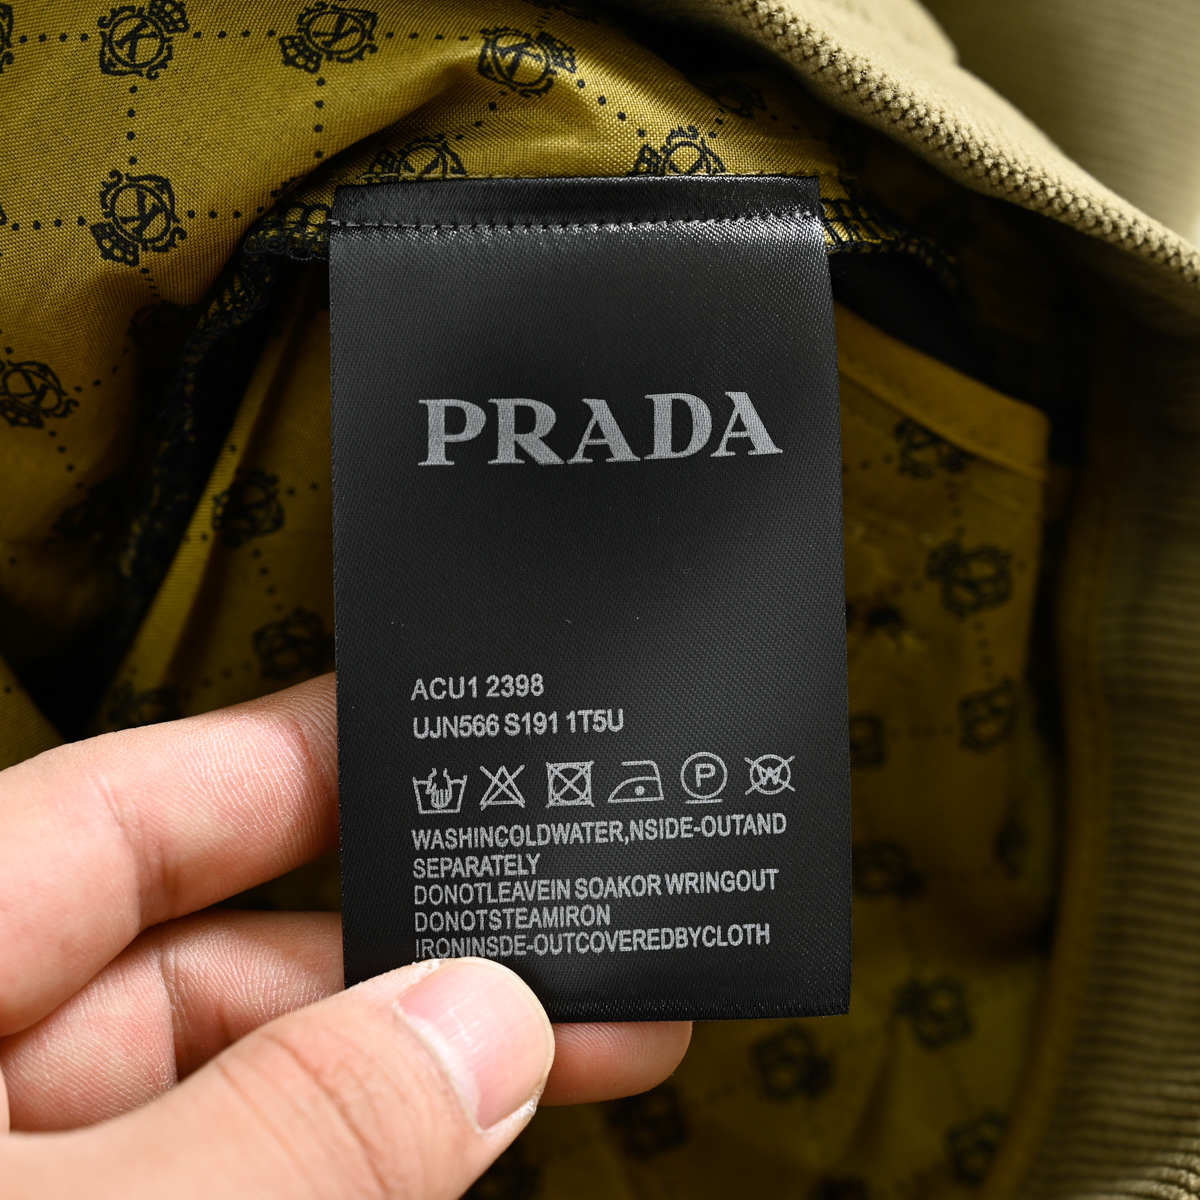 PRADA
ACU1 2398
UJN566 S191 1T5U
P
W
WASHINCOLDWATER,NSIDE-OUTAND
SEPARATELY
DONOTLEAVEIN SOAKOR WRINGOUT
DONOTSTEAMIRON
IRONINSDE-OUTCOVEREDBYCLOTH